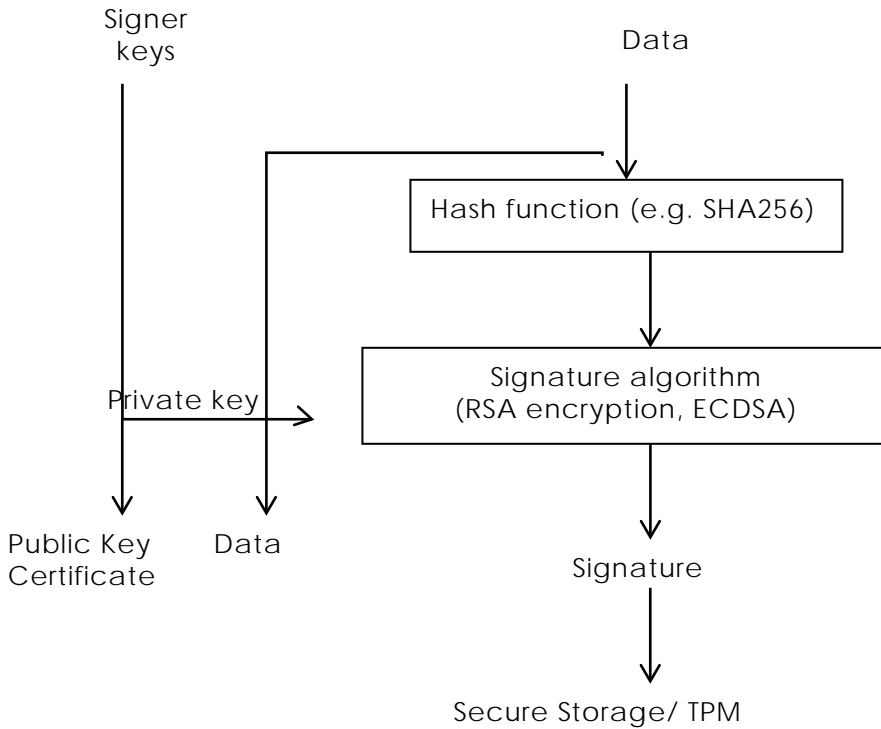 Signer
keys
Data
Hash function (e.g. SHA256)
Signature algorithm
(RSA encryption, ECDSA)
Private key
Public Key
Certificate
Data
Signature
Secure Storage/ TPM